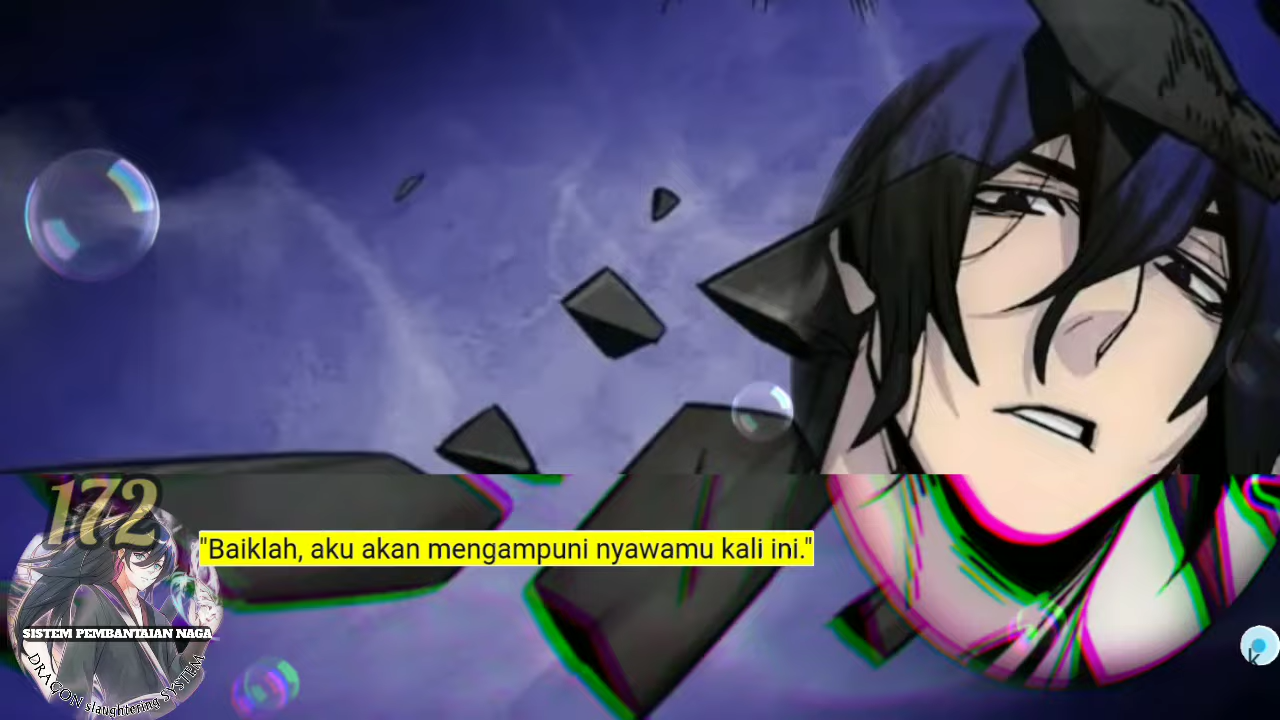 172
"Baiklah, aku akan mengampuni nyawamu kali ini."
SISTEM PEMBANTAIAN NAGA
DRAGON slaughtering SYSTEM
k